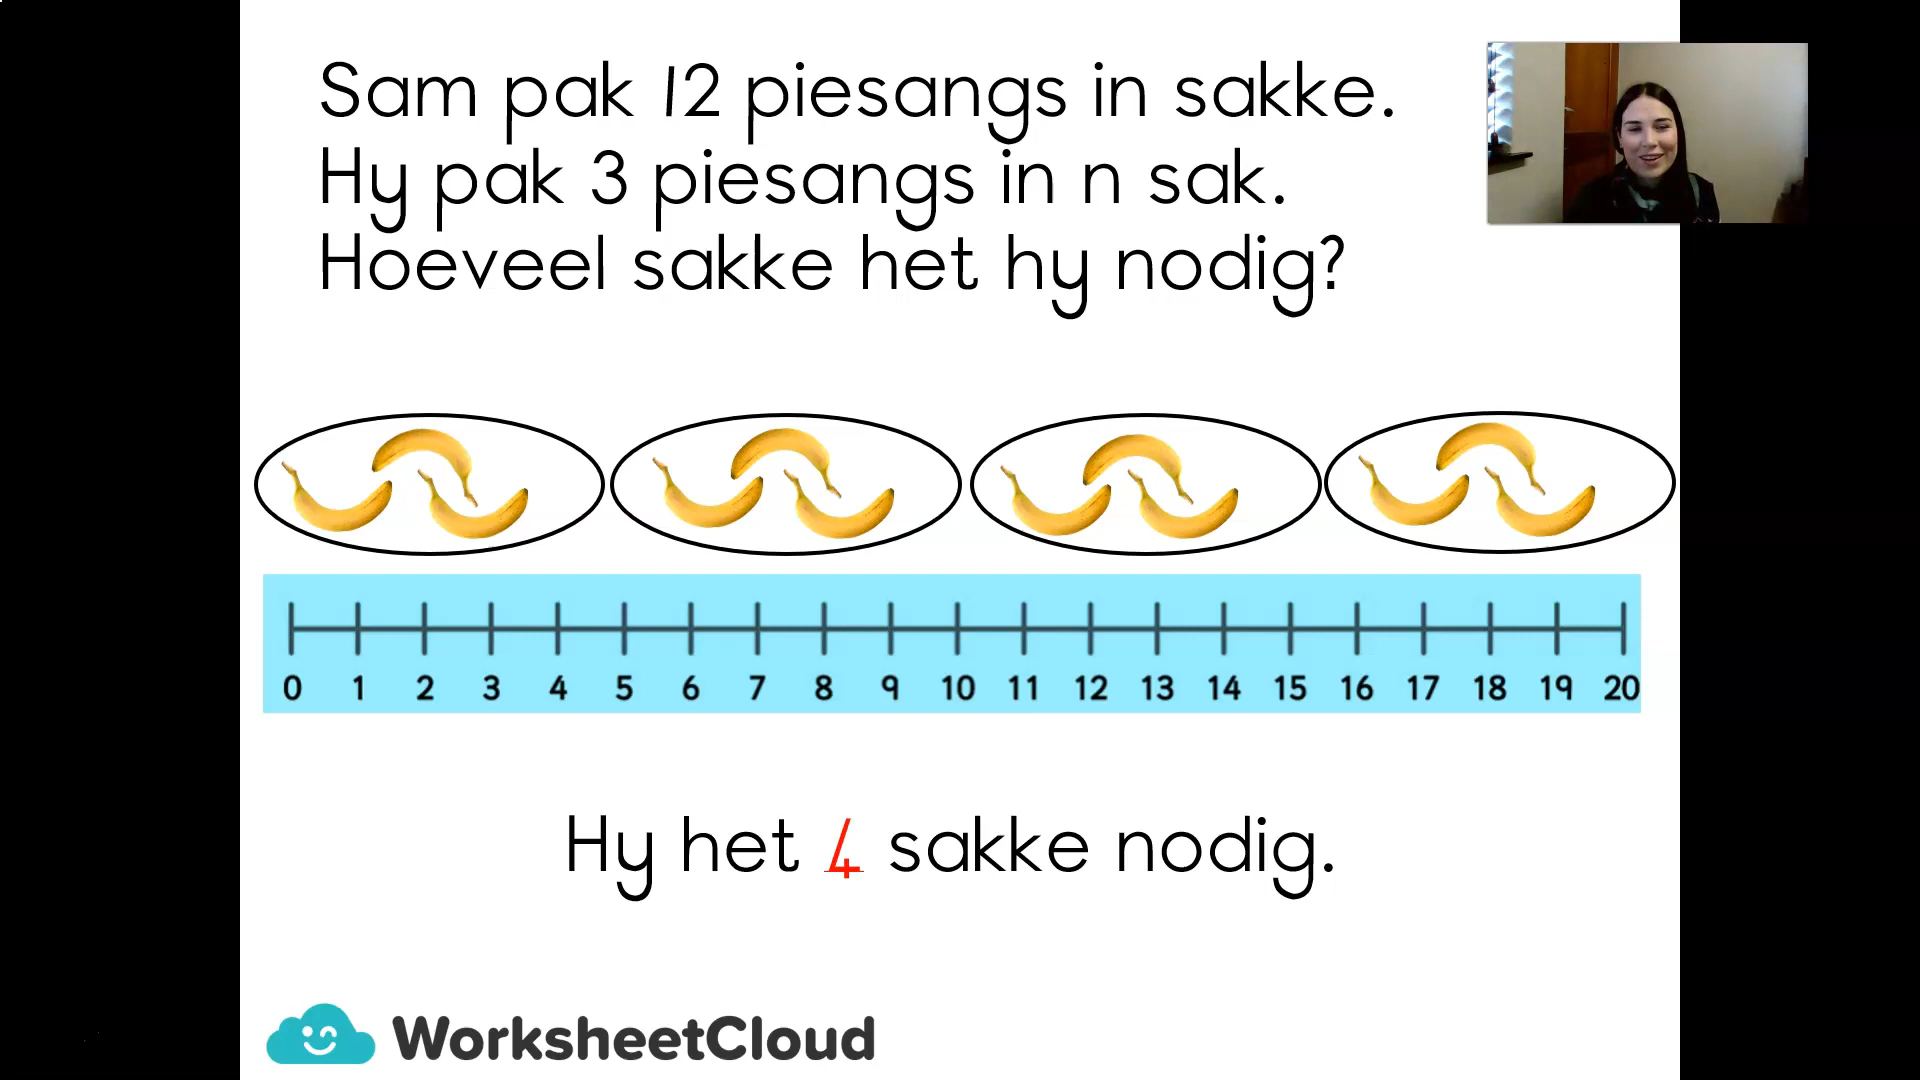 Sam pak 12 piesangs in sakke.
Hy pak 3 piesangs in n sak.
Hoeveel sakke het hy nodig?
0 1 2 3 4 5 6 7 8 9 10 11 12 13 14 15 16 17 18 19 20
Hy het 4 sakke nodig.
WorksheetCloud